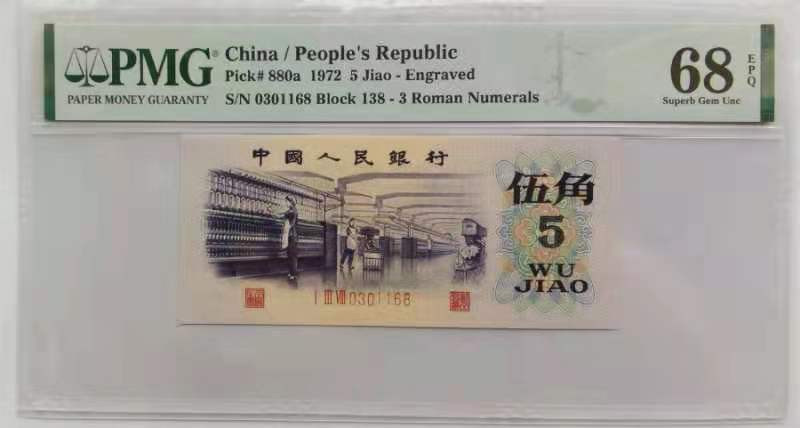 PMG
PAPER MONEY GUARANTY
China / People's Republic
Pick# 880a 1972 5 Jiao - Engraved
S/N 0301168 Block 138 - 3 Roman Numerals
68
EPQ
Superb Gem Unc
中國人民銀行
伍角
5
WU
JIAO
I III VIII 0301168